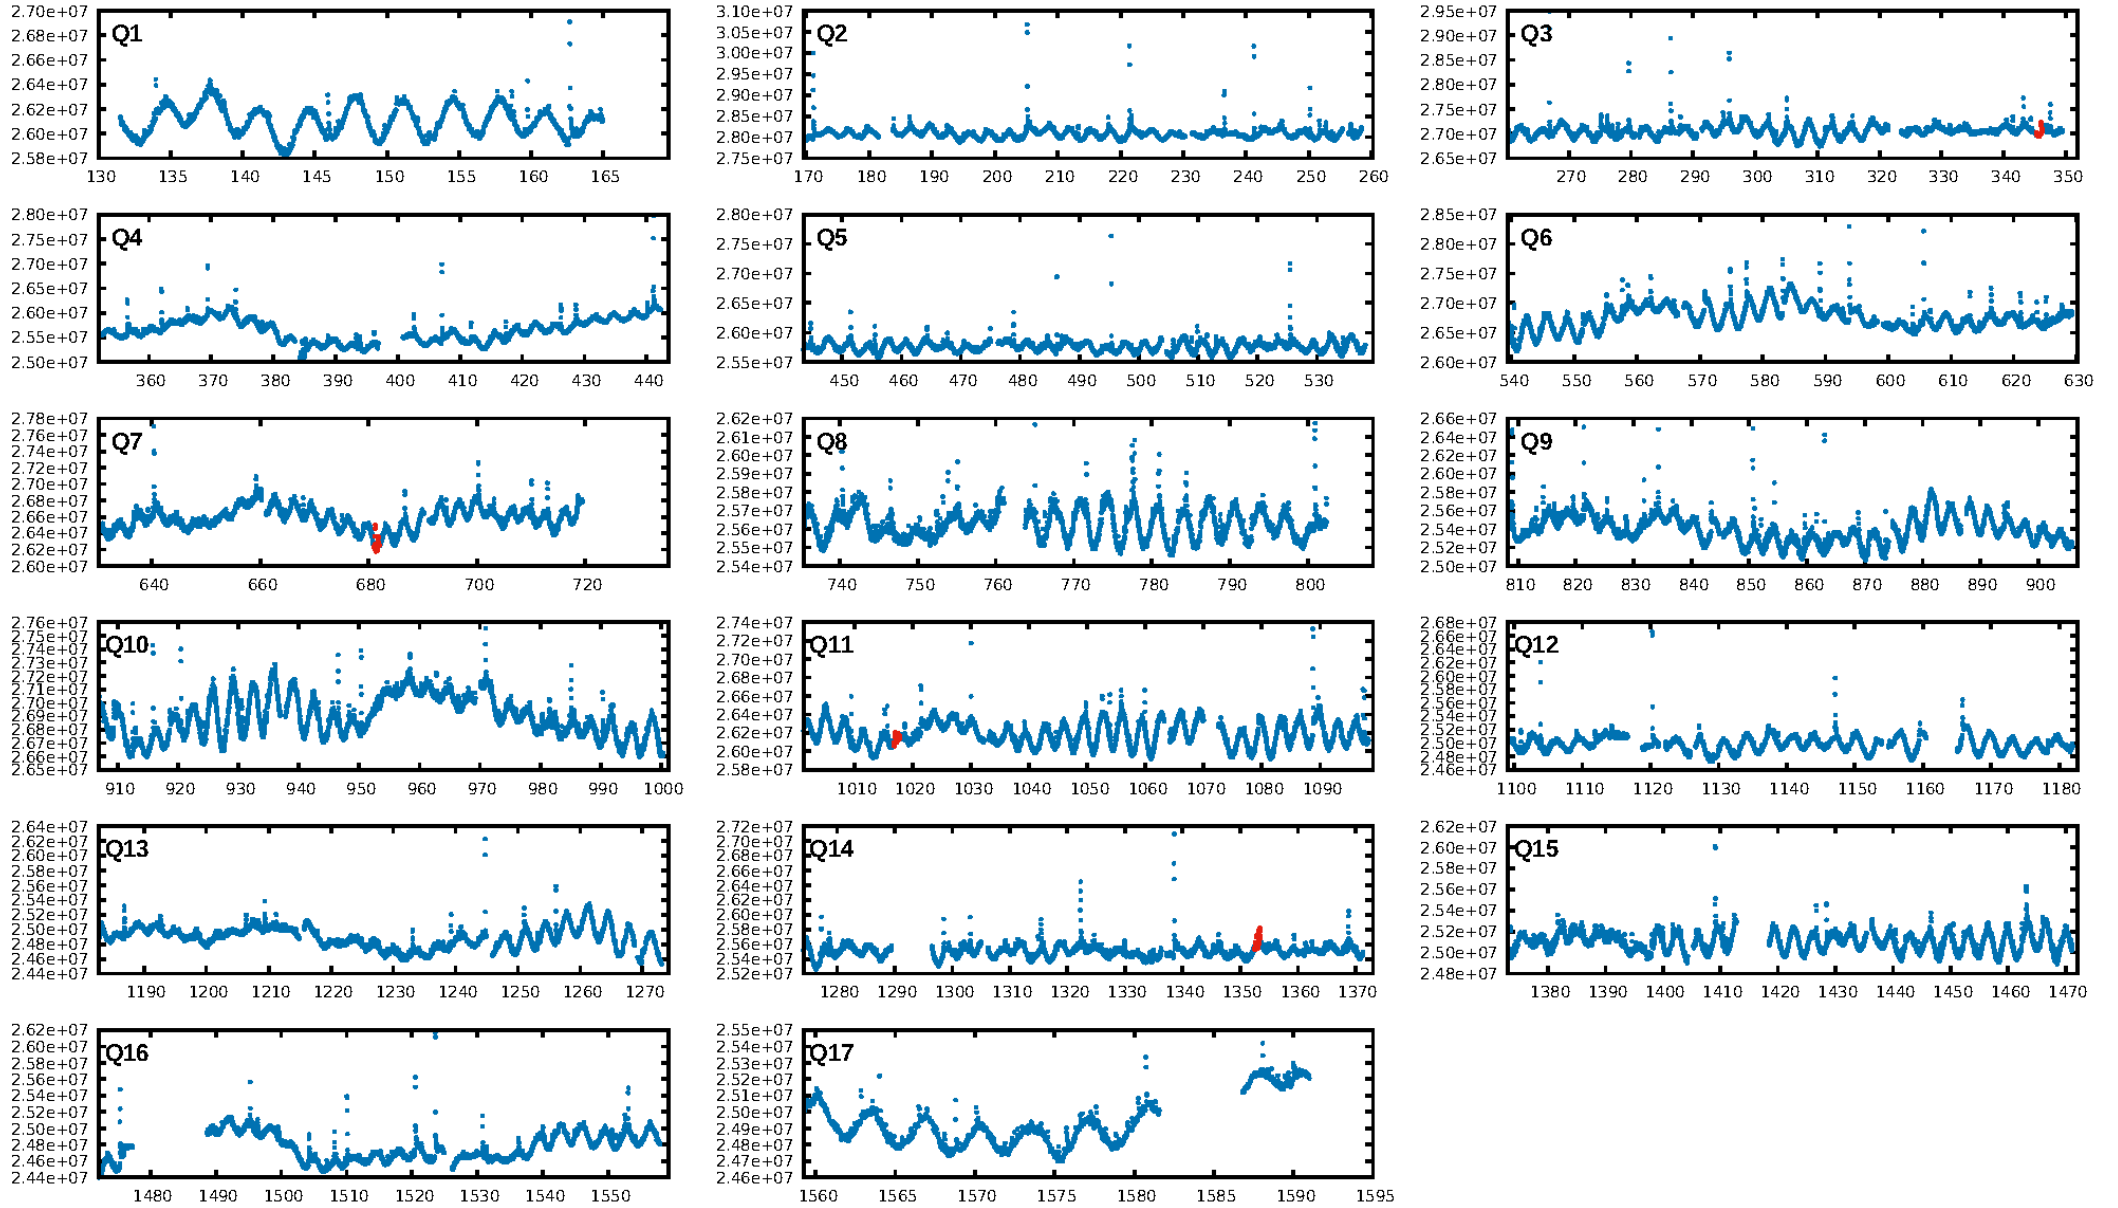 2.70e+07
2.68e+07
2.66e+07
2.64e+07
2.62e+07
2.60e+07
2.58e+07
Q1
130 135 140 145 150 155 160 165
3.10e+07
3.05e+07
3.00e+07
2.95e+07
2.90e+07
2.85e+07
2.80e+07
2.75e+07
Q2
170 180 190 200 210 220 230 240 250 260
2.95e+07
2.90e+07
2.85e+07
2.80e+07
2.75e+07
2.70e+07
2.65e+07
Q3
270 280 290 300 310 320 330 340 350
2.80e+07
2.75e+07
2.70e+07
2.65e+07
2.60e+07
2.55e+07
2.50e+07
Q4
360 370 380 390 400 410 420 430 440
2.80e+07
2.75e+07
2.70e+07
2.65e+07
2.60e+07
2.55e+07
Q5
450 460 470 480 490 500 510 520 530
2.85e+07
2.80e+07
2.75e+07
2.70e+07
2.65e+07
2.60e+07
Q6
540 550 560 570 580 590 600 610 620 630
2.78e+07
2.76e+07
2.74e+07
2.72e+07
2.70e+07
2.68e+07
2.66e+07
2.64e+07
2.62e+07
2.60e+07
Q7
640 660 680 700 720
2.62e+07
2.61e+07
2.60e+07
2.59e+07
2.58e+07
2.57e+07
2.56e+07
2.55e+07
2.54e+07
Q8
740 750 760 770 780 790 800
2.66e+07
2.64e+07
2.62e+07
2.60e+07
2.58e+07
2.56e+07
2.54e+07
2.52e+07
2.50e+07
Q9
810 820 830 840 850 860 870 880 890 900
2.76e+07
2.75e+07
2.74e+07
2.73e+07
2.72e+07
2.71e+07
2.70e+07
2.69e+07
2.68e+07
2.67e+07
2.66e+07
2.65e+07
Q10
910 920 930 940 950 960 970 980 990 1000
2.74e+07
2.72e+07
2.70e+07
2.68e+07
2.66e+07
2.64e+07
2.62e+07
2.60e+07
2.58e+07
Q11
1010 1020 1030 1040 1050 1060 1070 1080 1090
2.68e+07
2.66e+07
2.64e+07
2.62e+07
2.60e+07
2.58e+07
2.56e+07
2.54e+07
2.52e+07
2.50e+07
2.48e+07
2.46e+07
Q12
1100 1110 1120 1130 1140 1150 1160 1170 1180
2.64e+07
2.62e+07
2.60e+07
2.58e+07
2.56e+07
2.54e+07
2.52e+07
2.50e+07
2.48e+07
2.46e+07
2.44e+07
Q13
1190 1200 1210 1220 1230 1240 1250 1260 1270
2.72e+07
2.70e+07
2.68e+07
2.66e+07
2.64e+07
2.62e+07
2.60e+07
2.58e+07
2.56e+07
2.54e+07
2.52e+07
Q14
1280 1290 1300 1310 1320 1330 1340 1350 1360 1370
2.62e+07
2.60e+07
2.58e+07
2.56e+07
2.54e+07
2.52e+07
2.50e+07
2.48e+07
Q15
1380 1390 1400 1410 1420 1430 1440 1450 1460 1470
2.62e+07
2.60e+07
2.58e+07
2.56e+07
2.54e+07
2.52e+07
2.50e+07
2.48e+07
2.46e+07
2.44e+07
Q16
1480 1490 1500 1510 1520 1530 1540 1550
2.55e+07
2.54e+07
2.53e+07
2.52e+07
2.51e+07
2.50e+07
2.49e+07
2.48e+07
2.47e+07
2.46e+07
Q17
1560 1565 1570 1575 1580 1585 1590 1595